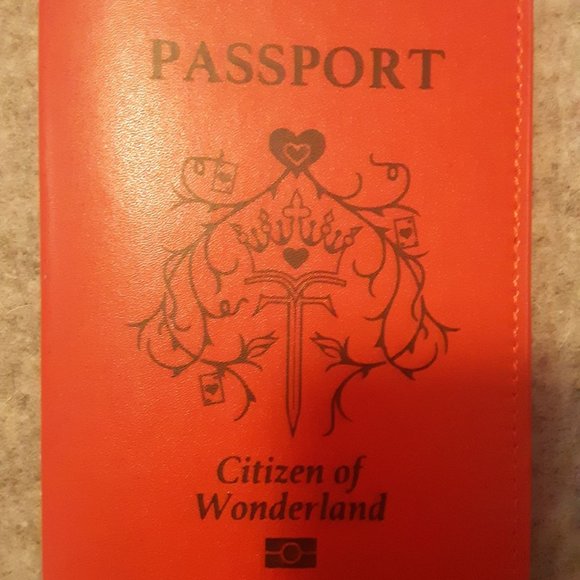 PASSPORT
Citizen of
Wonderland